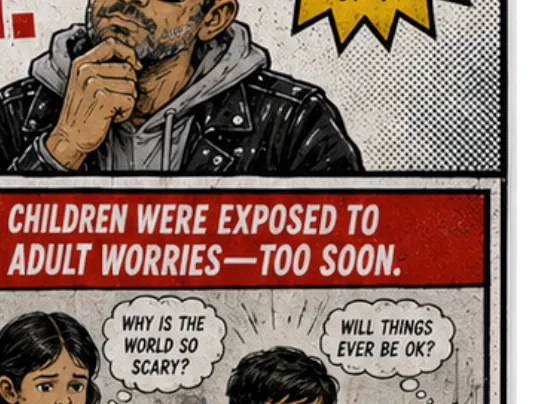 CHILDREN WERE EXPOSED TO
ADULT WORRIES—TOO SOON.
WHY IS THE
WORLD SO
SCARY?
WILL THINGS
EVER BE OK?